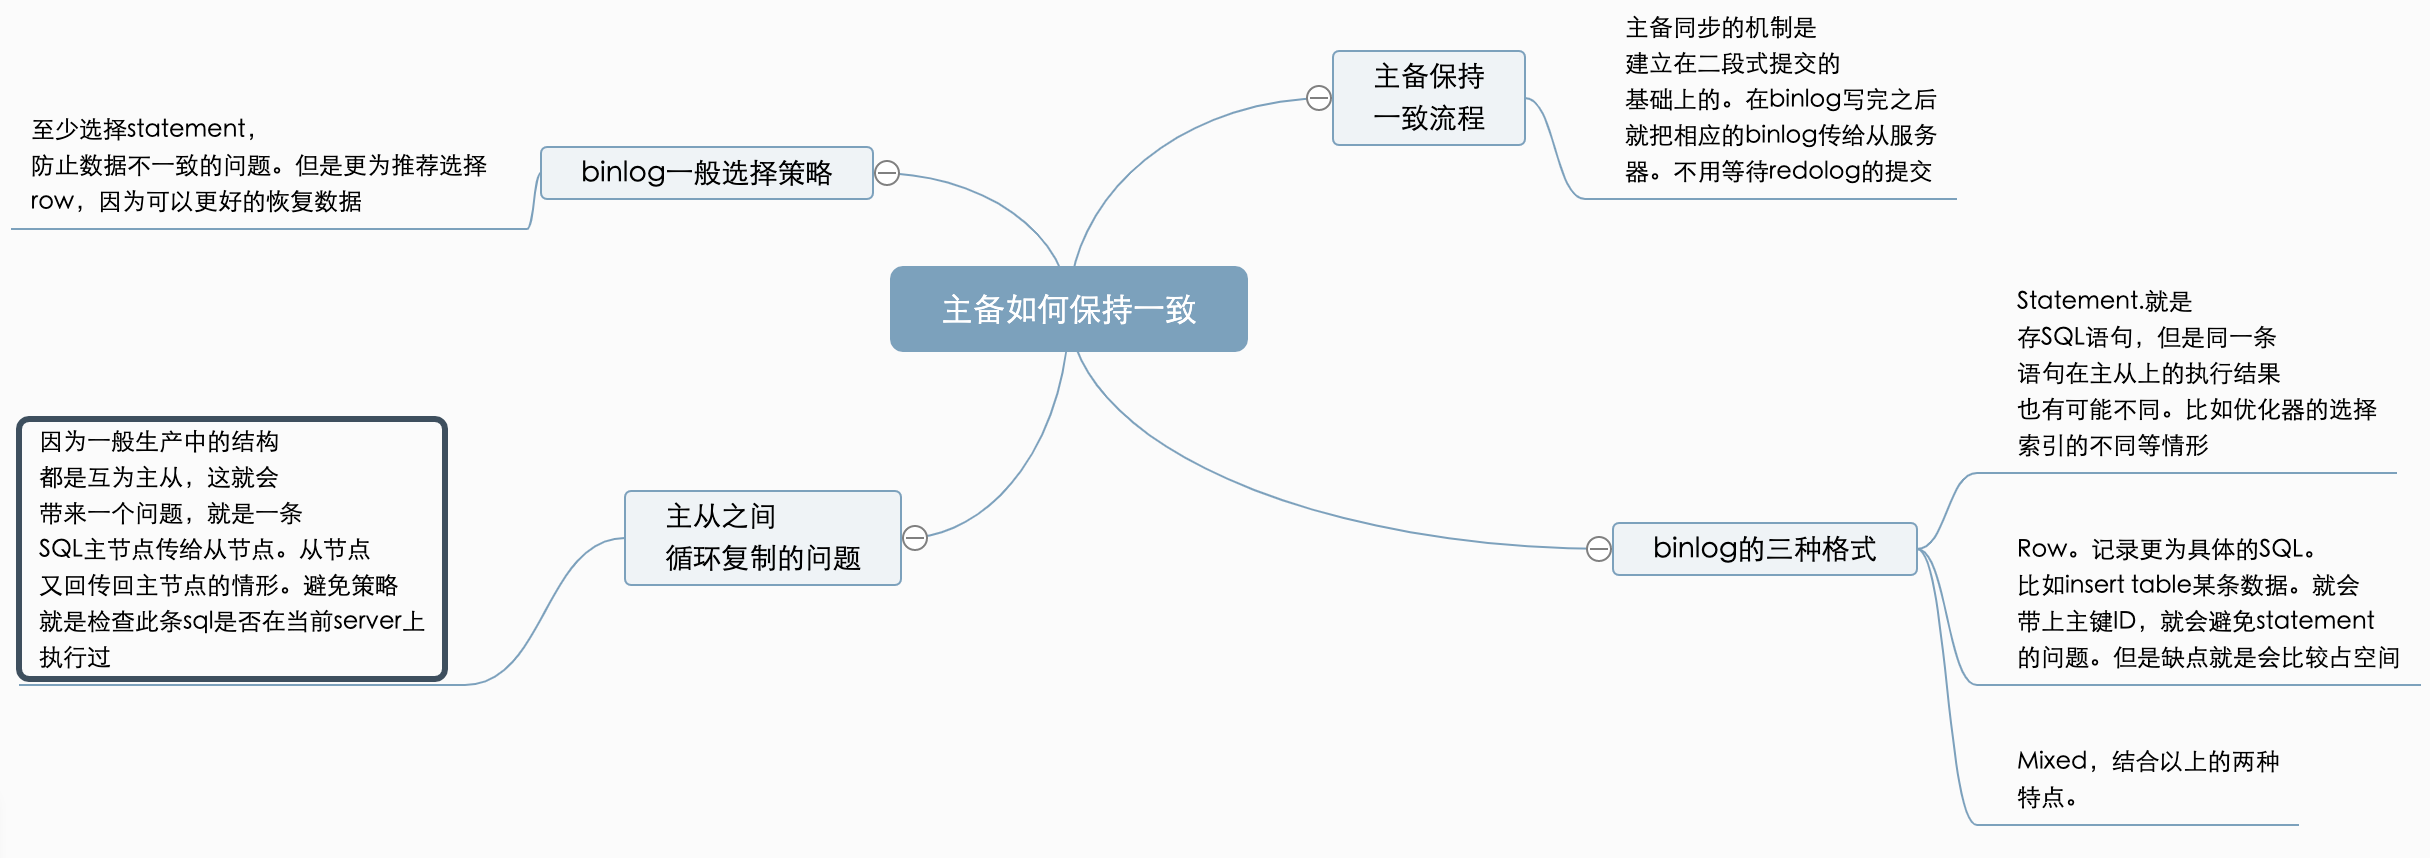 主备如何保持一致
主备保持
一致流程
主备同步的机制是
建立在二段式提交的
基础上的。在binlog写完之后
就把相应的binlog传给从服务
器。不用等待redolog的提交
binlog的三种格式
Statement.就是
存SQL语句，但是同一条
语句在主从上的执行结果
也有可能不同。比如优化器的选择
索引的不同等情形
Row。记录更为具体的SQL。
比如insert table某条数据。就会
带上主键ID，就会避免statement
的问题。但是缺点就是会比较占空间
Mixed，结合以上的两种
特点。
binlog一般选择策略
至少选择statement，
防止数据不一致的问题。但是更为推荐选择
row，因为可以更好的恢复数据
主从之间
循环复制的问题
因为一般生产中的结构
都是互为主从，这就会
带来一个问题，就是一条
SQL主节点传给从节点。从节点
又回传回主节点的情形。避免策略
就是检查此条sql是否在当前server上
执行过